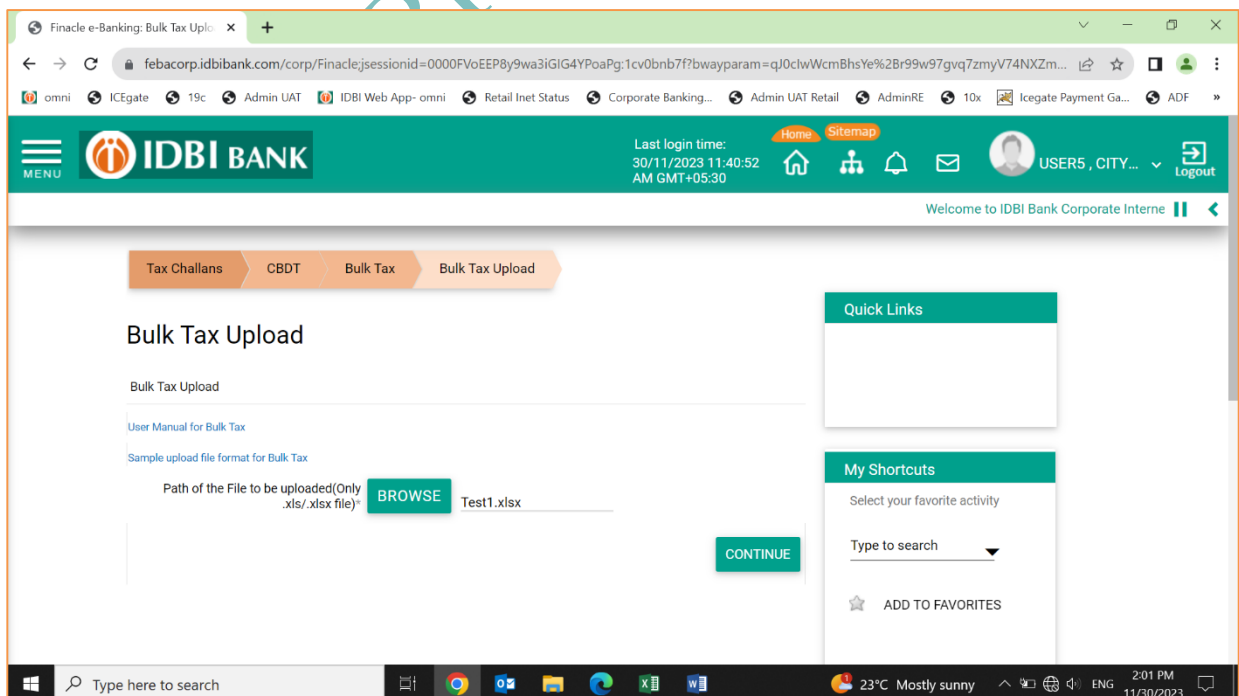 Finacle e-Banking: Bulk Tax Uplo
febacorp.idbibank.com/corp/Finacle;jsessionid=0000FVoEEP8y9wa3iGIG4YPoaPg:1cv0bnb7f?bwayparam=qJ0cIwWcmBhsYe%2Br99w97gvq7zmyV74NXZm...
omni ICEgate 19c Admin UAT IDBI Web App- omni Retail Inet Status Corporate Banking... Admin UAT Retail AdminRE 10x Icegate Payment Ga... ADF »
MENU
IDBI BANK
Last login time:
30/11/2023 11:40:52
AM GMT+05:30
Home
Sitemap
USER5 , CITY...
Logout
Welcome to IDBI Bank Corporate Interne
Tax Challans CBDT Bulk Tax Bulk Tax Upload
Bulk Tax Upload
Bulk Tax Upload
User Manual for Bulk Tax
Sample upload file format for Bulk Tax
Path of the File to be uploaded(Only
.xls/.xlsx file)*
BROWSE
Test1.xlsx
CONTINUE
Quick Links
My Shortcuts
Select your favorite activity
Type to search
ADD TO FAVORITES
Type here to search
23°C Mostly sunny
ENG
2:01 PM
11/30/2023